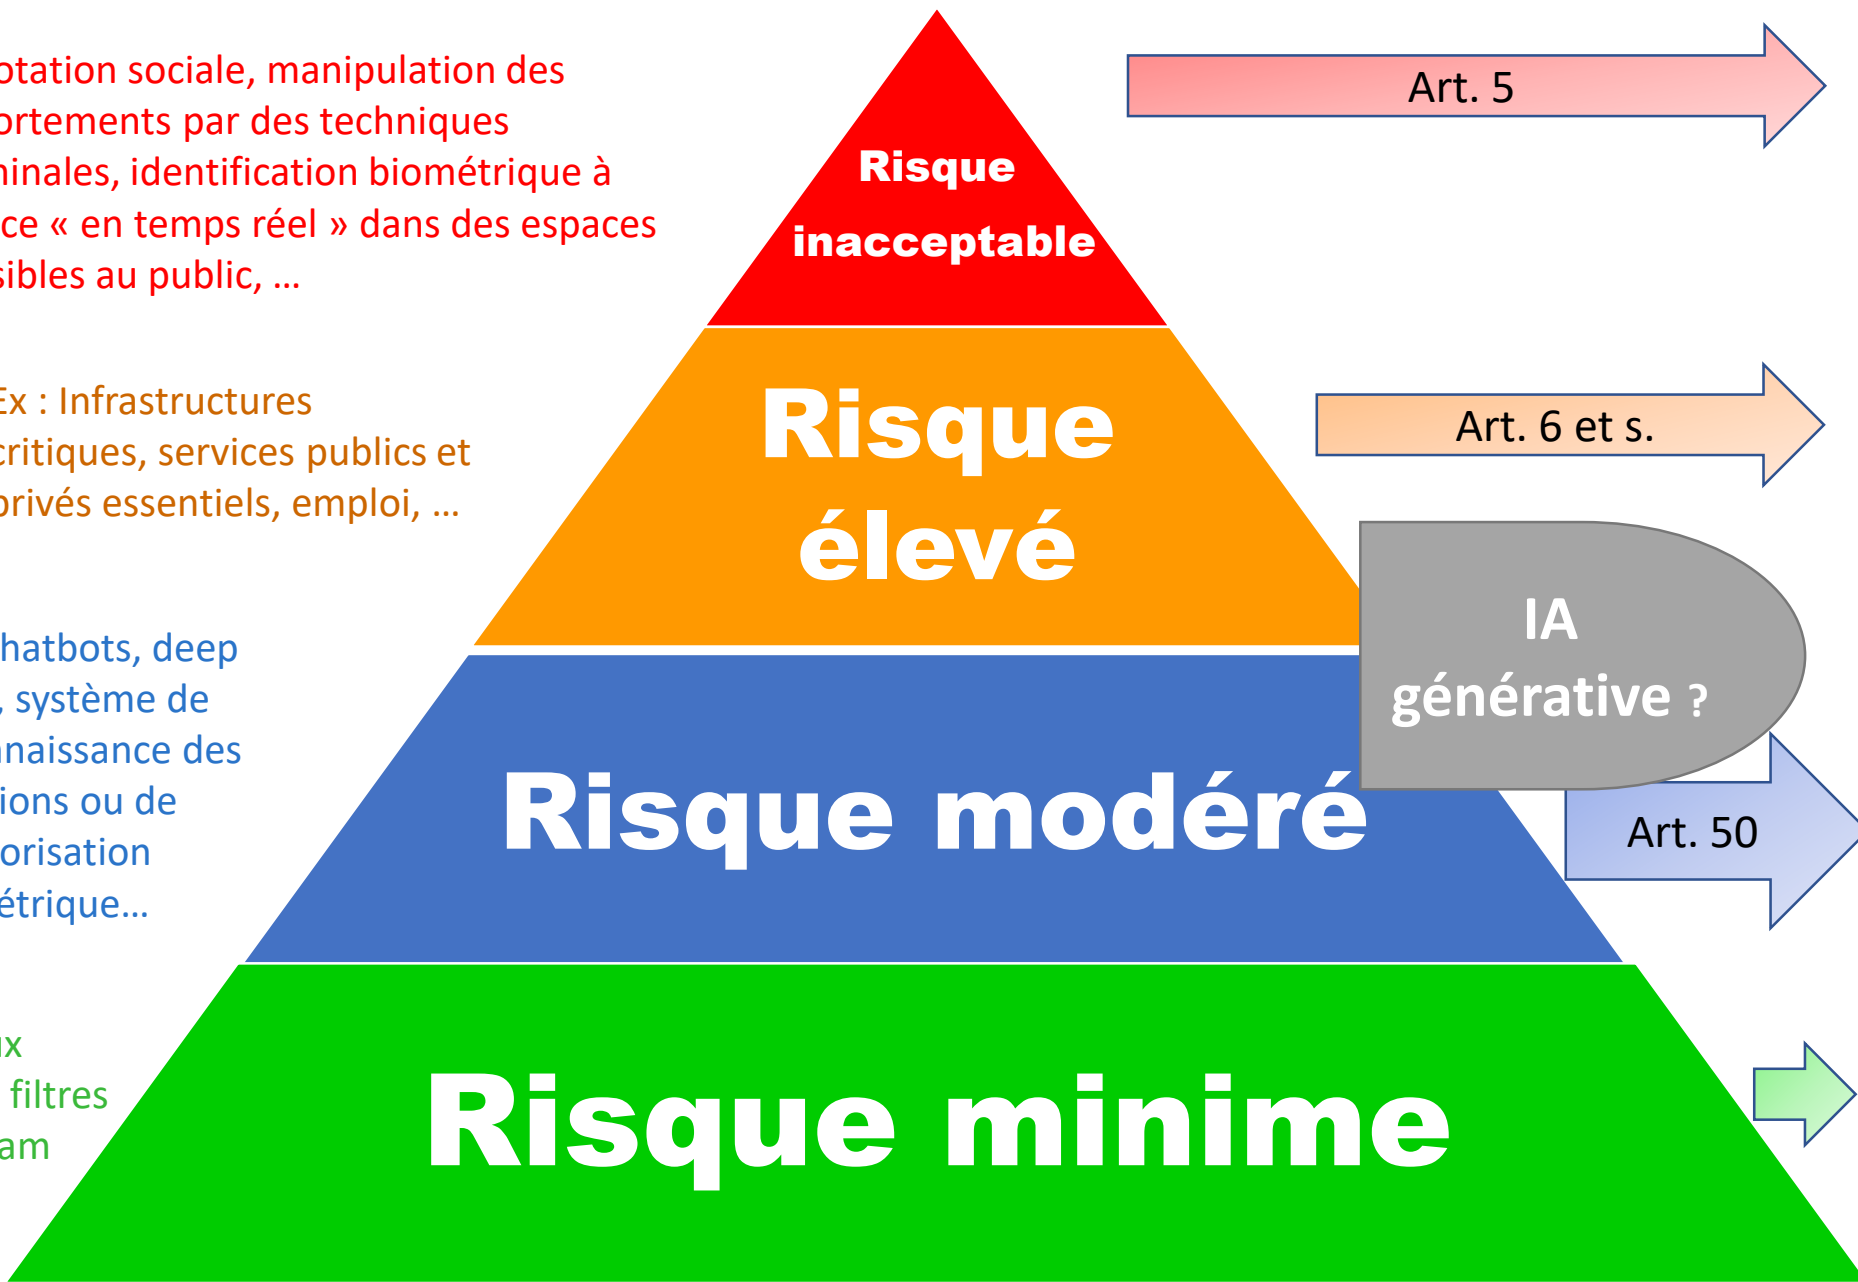 otation sociale, manipulation des
ortements par des techniques
inales, identification biométrique à
ce « en temps réel » dans des espaces
sibles au public, …
Risque
inacceptable
Art. 5
Ex : Infrastructures
critiques, services publics et
privés essentiels, emploi, …
Risque
élevé
Art. 6 et s.
IA
générative ?
hatbots, deep
, système de
nnaissance des
tions ou de
orisation
étrique…
Risque modéré
Art. 50
ux
filtres
am
Risque minime